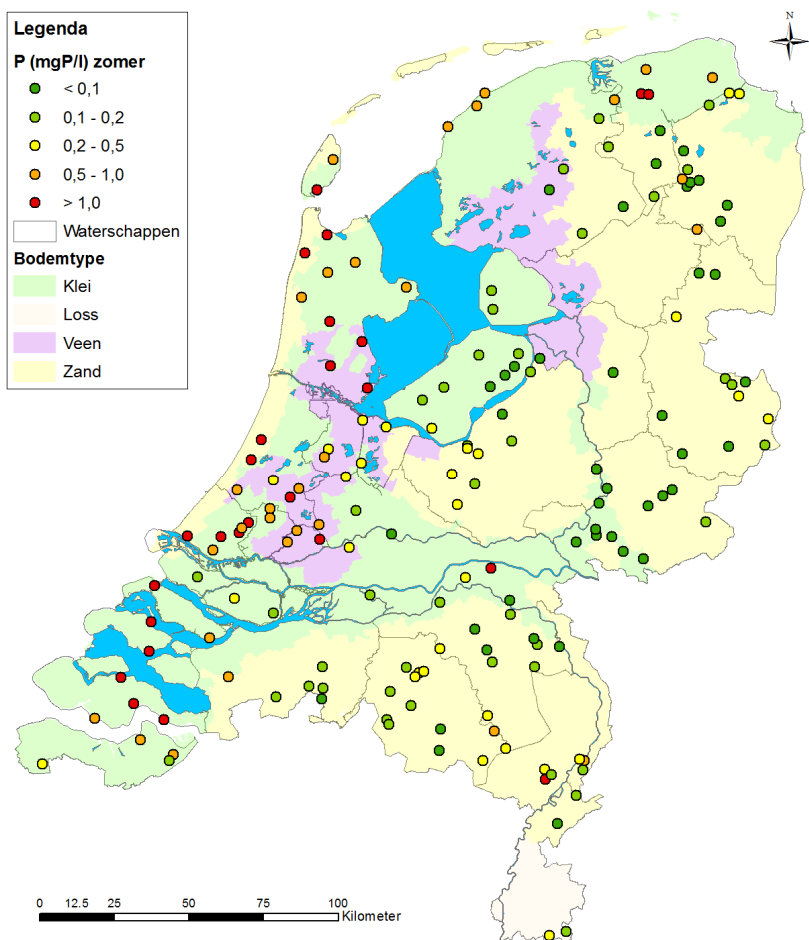 Legenda
P (mgP/l) zomer
< 0,1
0,1 - 0,2
0,2 - 0,5
0,5 - 1,0
> 1,0
Waterschappen
Bodemtype
Klei
Loss
Veen
Zand
N
0 12.5 25 50 75 100
Kilometer